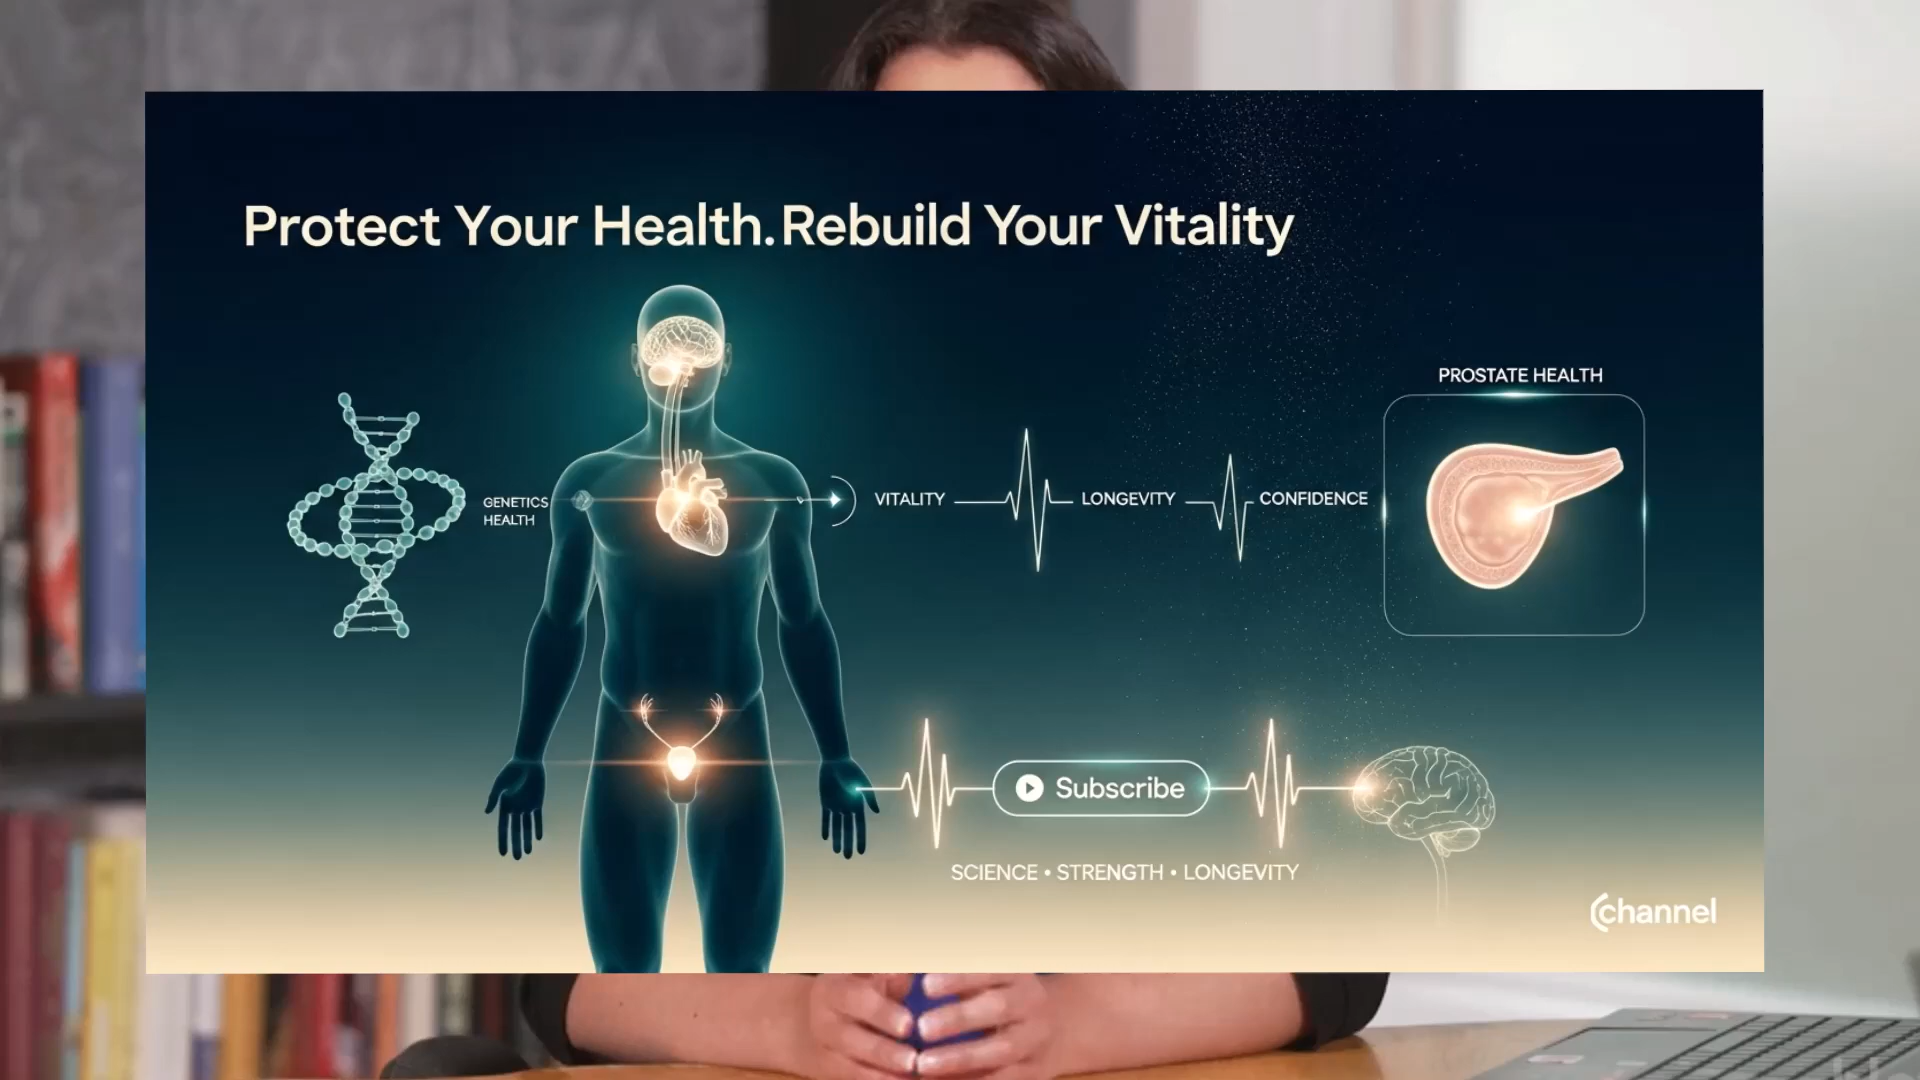 Protect Your Health.Rebuild Your Vitality
PROSTATE HEALTH
GENETICS
HEALTH
VITALITY
LONGEVITY
CONFIDENCE
Subscribe
SCIENCE • STRENGTH • LONGEVITY
channel